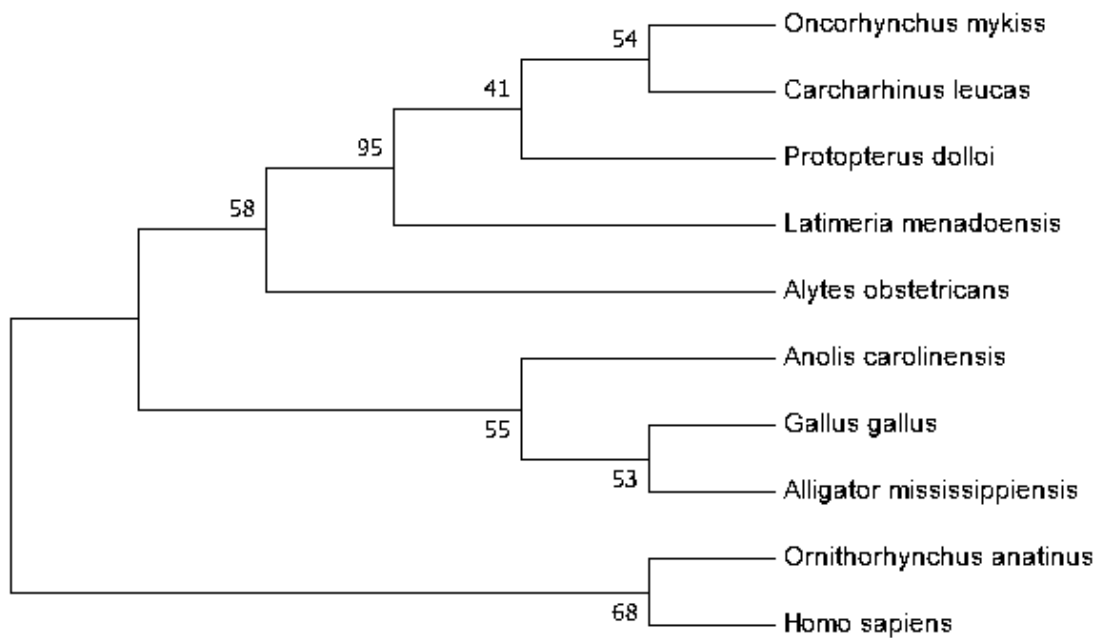 Oncorhynchus mykiss
54
Carcharhinus leucas
41
Protopterus dolloi
95
Latimeria menadoensis
58
Alytes obstetricans
Anolis carolinensis
55
Gallus gallus
53
Alligator mississippiensis
Ornithorhynchus anatinus
68
Homo sapiens